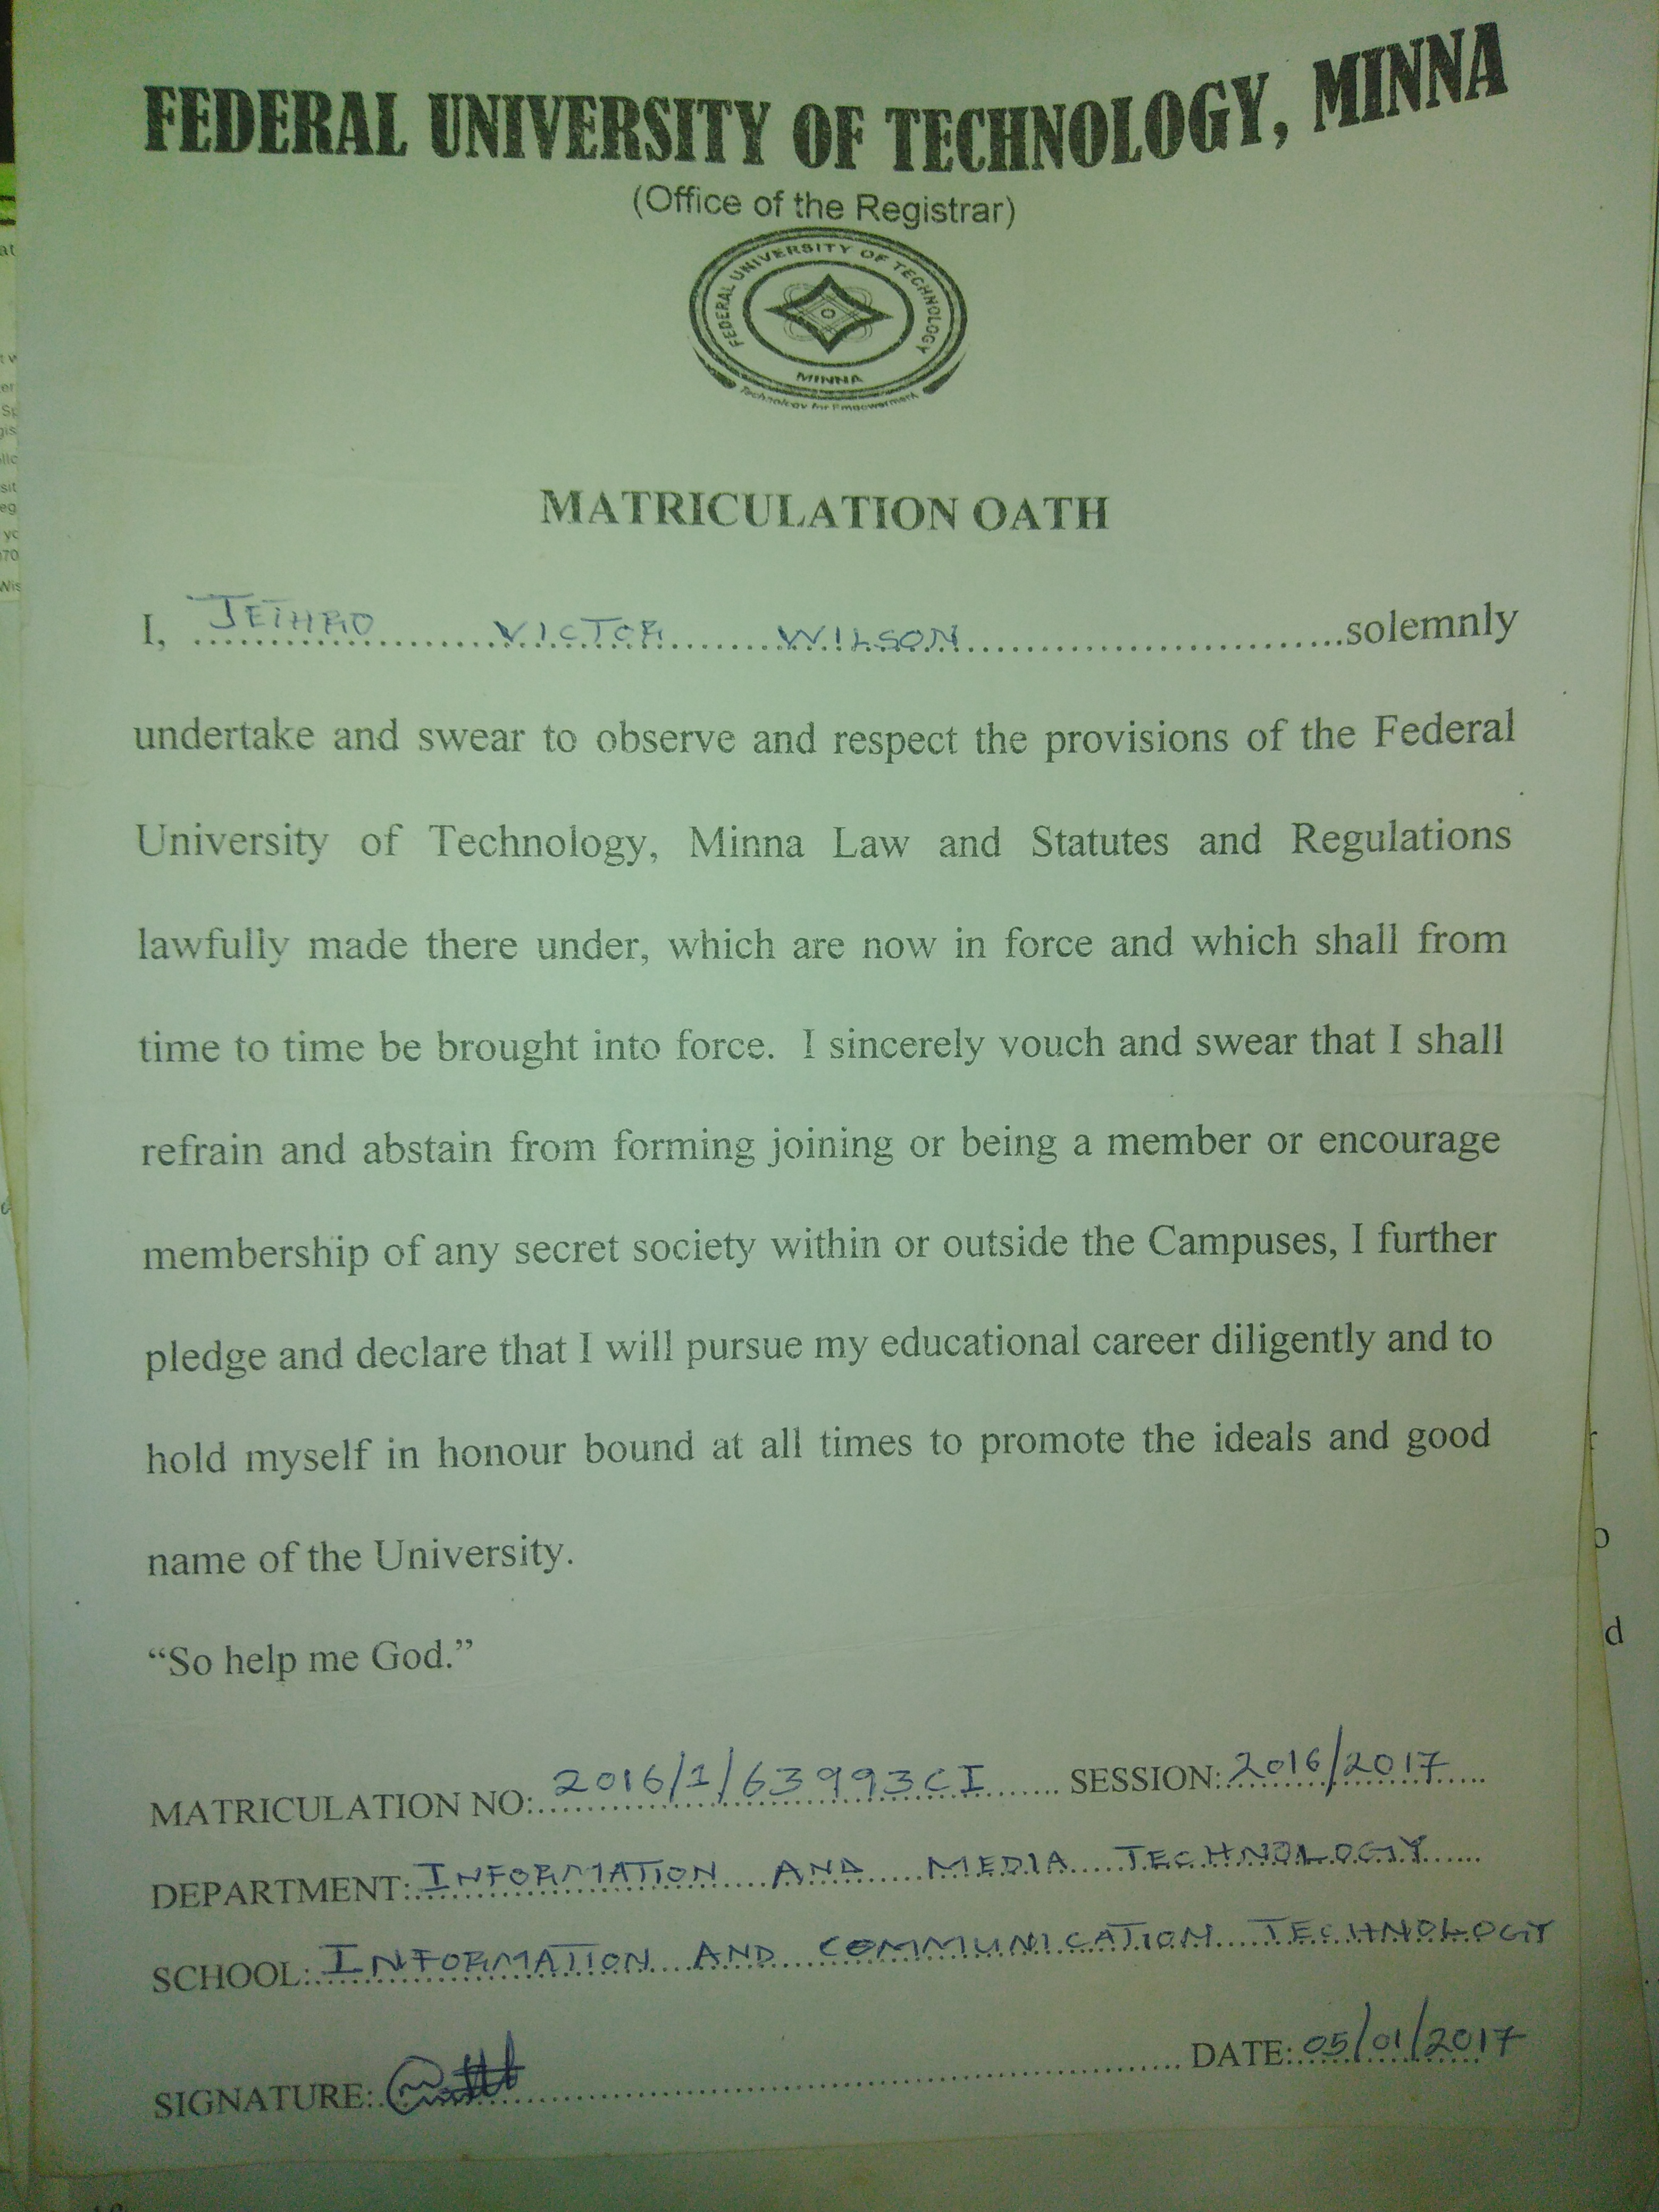 FEDERAL UNIVERSITY OF TECHNOLOGY, MINNA
(Office of the Registrar)
FEDERAL UNIVERSITY OF TECHNOLOGY
MINNA
Technology for Empowerment
MATRICULATION OATH
I, JETHRO VICTOR WILSON solemnly
undertake and swear to observe and respect the provisions of the Federal
University of Technology, Minna Law and Statutes and Regulations
lawfully made there under, which are now in force and which shall from
time to time be brought into force. I sincerely vouch and swear that I shall
refrain and abstain from forming joining or being a member or encourage
membership of any secret society within or outside the Campuses, I further
pledge and declare that I will pursue my educational career diligently and to
hold myself in honour bound at all times to promote the ideals and good
name of the University.
“So help me God.”
MATRICULATION NO: 2016/1/63993CI SESSION: 2016/2017
DEPARTMENT: INFORMATION AND MEDIA TECHNOLOGY
SCHOOL: INFORMATION AND COMMUNICATION TECHNOLOGY
SIGNATURE: DATE: 05/01/2017